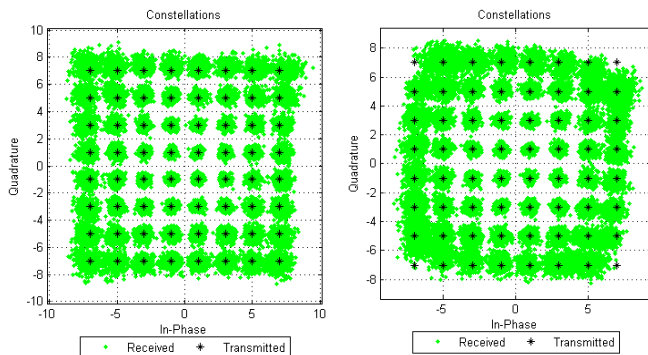 Constellations
10
8
6
4
2
0
-2
-4
-6
-8
-10
Quadrature
-10
-5
0
5
10
In-Phase
Received
Transmitted
Constellations
8
6
4
2
0
-2
-4
-6
-8
Quadrature
-5
0
5
In-Phase
Received
Transmitted